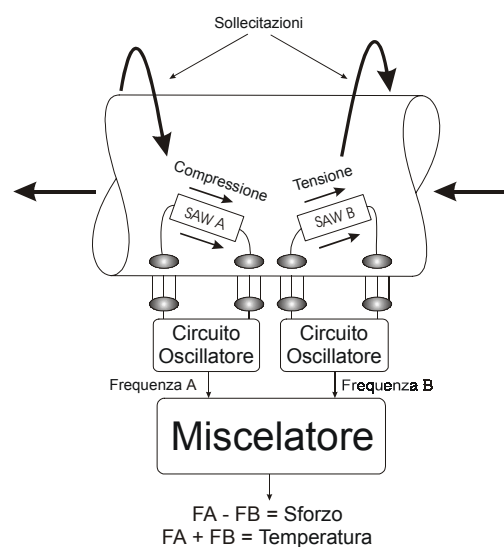 Sollecitazioni
Compressione
Tensione
SAW A
SAW B
Circuito
Oscillatore
Circuito
Oscillatore
Frequenza A
Frequenza B
Miscelatore
FA - FB = Sforzo
FA + FB = Temperatura